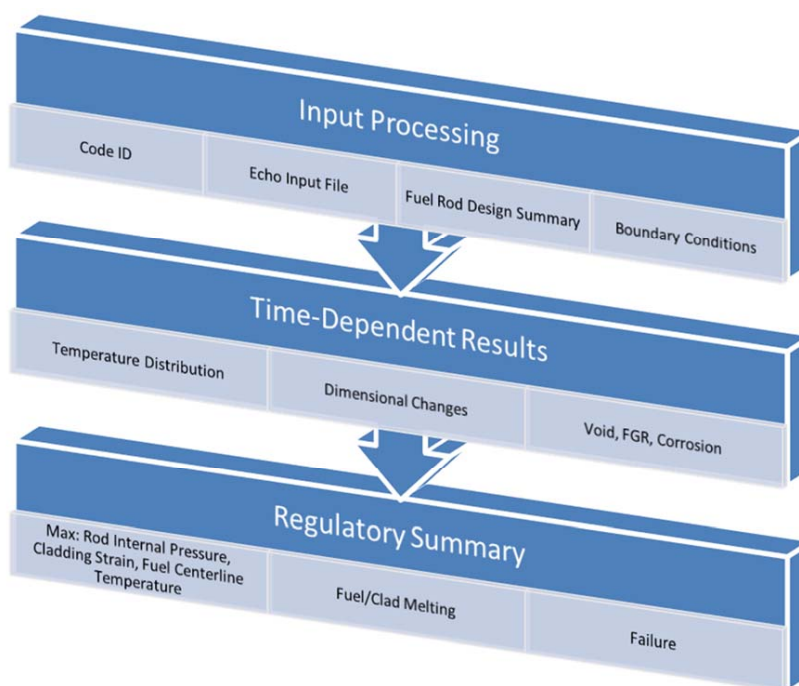 Input Processing
Code ID
Echo Input File
Fuel Rod Design Summary
Boundary Conditions
Time-Dependent Results
Temperature Distribution
Dimensional Changes
Void, FGR, Corrosion
Regulatory Summary
Max: Rod Internal Pressure,
Cladding Strain, Fuel Centerline
Temperature
Fuel/Clad Melting
Failure